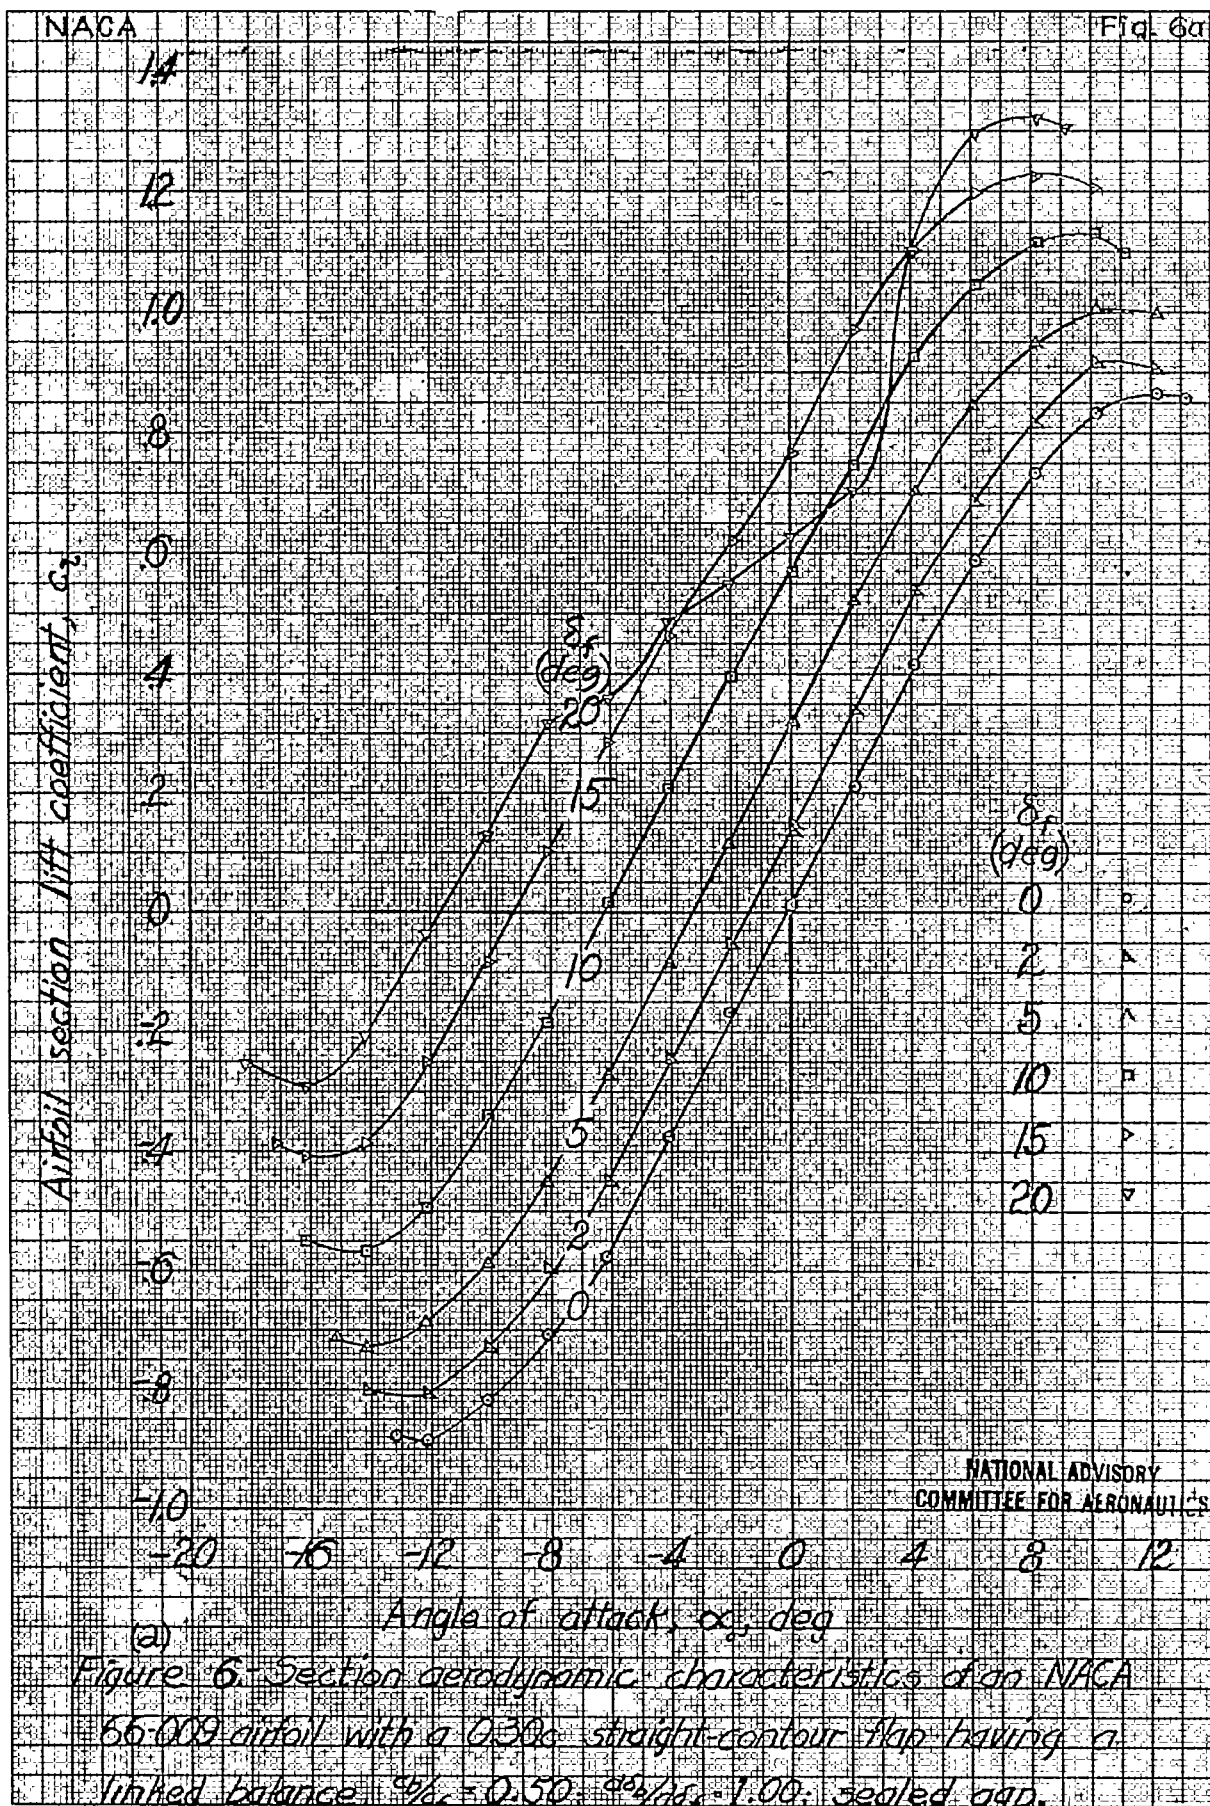 NACA
Fig. 6a
1.4
1.2
1.0
.8
.6
.4
.2
0
-.2
-.4
-.6
-.8
-1.0
Airfoil section lift coefficient, cl
δf
(deg)
20
15
10
5
2
0
δf
(deg)
0
2
5
10
15
20
NATIONAL ADVISORY
COMMITTEE FOR AERONAUTICS
-20 -16 -12 -8 -4 0 4 8 12
Angle of attack, α₀, deg
(a)
Figure 6.- Section aerodynamic characteristics of an NACA
66-009 airfoil with a 0.30c straight-contour flap having a
linked balance. = 0.50; = 1.00; sealed gap.